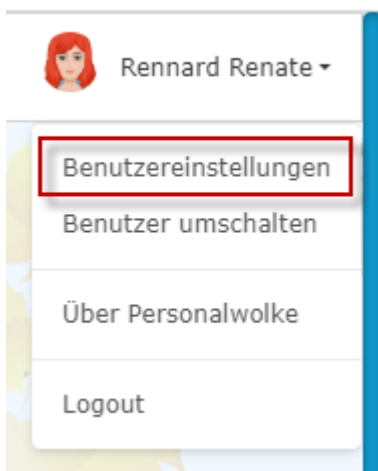 Rennard Renate
Benutzereinstellungen
Benutzer umschalten
Über Personalwolke
Logout